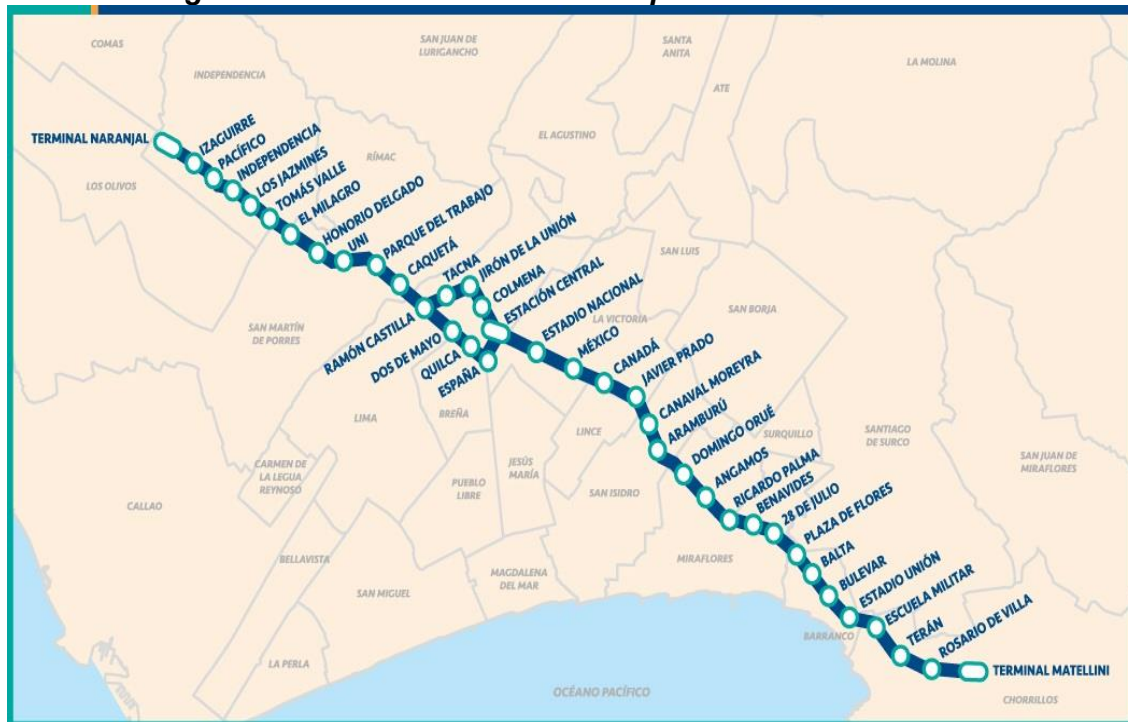 COMAS
SAN JUAN DE
LURIGANCHO
SANTA
ANITA
LA MOLINA
INDEPENDENCIA
ATE
EL AGUSTINO
TERMINAL NARANJAL
IZAGUIRRE
PACÍFICO
INDEPENDENCIA
LOS JAZMINES
TOMÁS VALLE
EL MILAGRO
HONORIO DELGADO
UNI
PARQUE DEL TRABAJO
CAQUETÁ
RÍMAC
LOS OLIVOS
TACNA
JIRÓN DE LA UNIÓN
COLMENA
ESTACIÓN CENTRAL
RAMÓN CASTILLA
DOS DE MAYO
QUILCA
ESPAÑA
ESTADIO NACIONAL
MÉXICO
CANADÁ
JAVIER PRADO
CANAVAL MOREYRA
ARAMBURÚ
DOMINGO ORUÉ
ANGAMOS
RICARDO PALMA
BENAVIDES
28 DE JULIO
PLAZA DE FLORES
BALTA
BULEVAR
ESTADIO UNIÓN
ESCUELA MILITAR
TERÁN
ROSARIO DE VILLA
TERMINAL MATELLINI
SAN LUIS
LA VICTORIA
SAN BORJA
SAN MARTÍN
DE PORRES
LIMA
BREÑA
LINCE
SURQUILLO
SANTIAGO
DE SURCO
SAN JUAN DE
MIRAFLORES
CARMEN DE
LA LEGUA
REYNOSO
PUEBLO
LIBRE
JESÚS
MARÍA
SAN ISIDRO
CALLAO
BELLAVISTA
SAN MIGUEL
MAGDALENA
DEL MAR
MIRAFLORES
BARRANCO
LA PERLA
OCÉANO PACÍFICO
CHORRILLOS